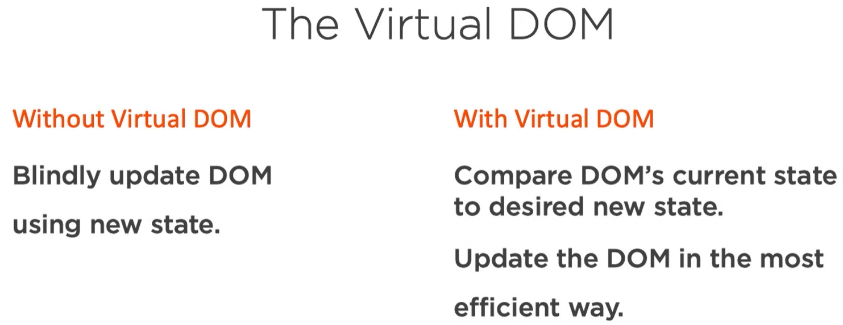 The Virtual DOM
Without Virtual DOM
Blindly update DOM
using new state.
With Virtual DOM
Compare DOM’s current state
to desired new state.
Update the DOM in the most
efficient way.